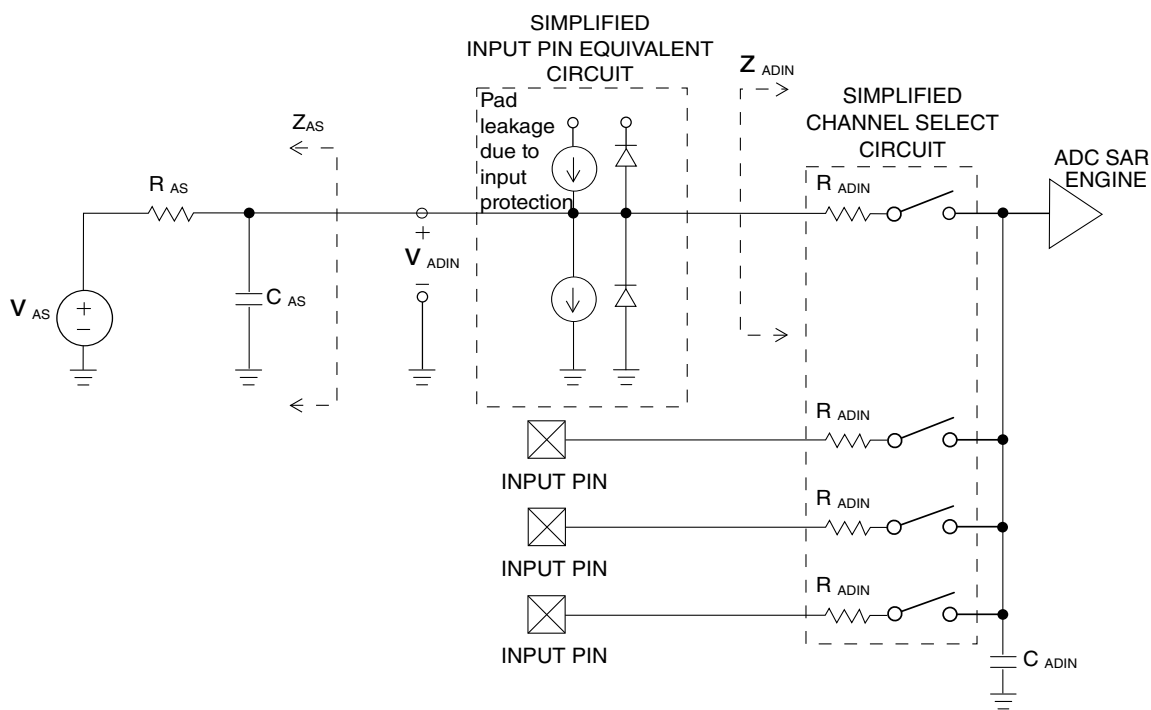 SIMPLIFIED
INPUT PIN EQUIVALENT
CIRCUIT
Pad
leakage
due to
input
protection
Z ADIN
SIMPLIFIED
CHANNEL SELECT
CIRCUIT
ADC SAR
ENGINE
ZAS
R AS
R ADIN
+
V ADIN
–
C AS
V AS
+
–
R ADIN
INPUT PIN
R ADIN
INPUT PIN
R ADIN
INPUT PIN
C ADIN